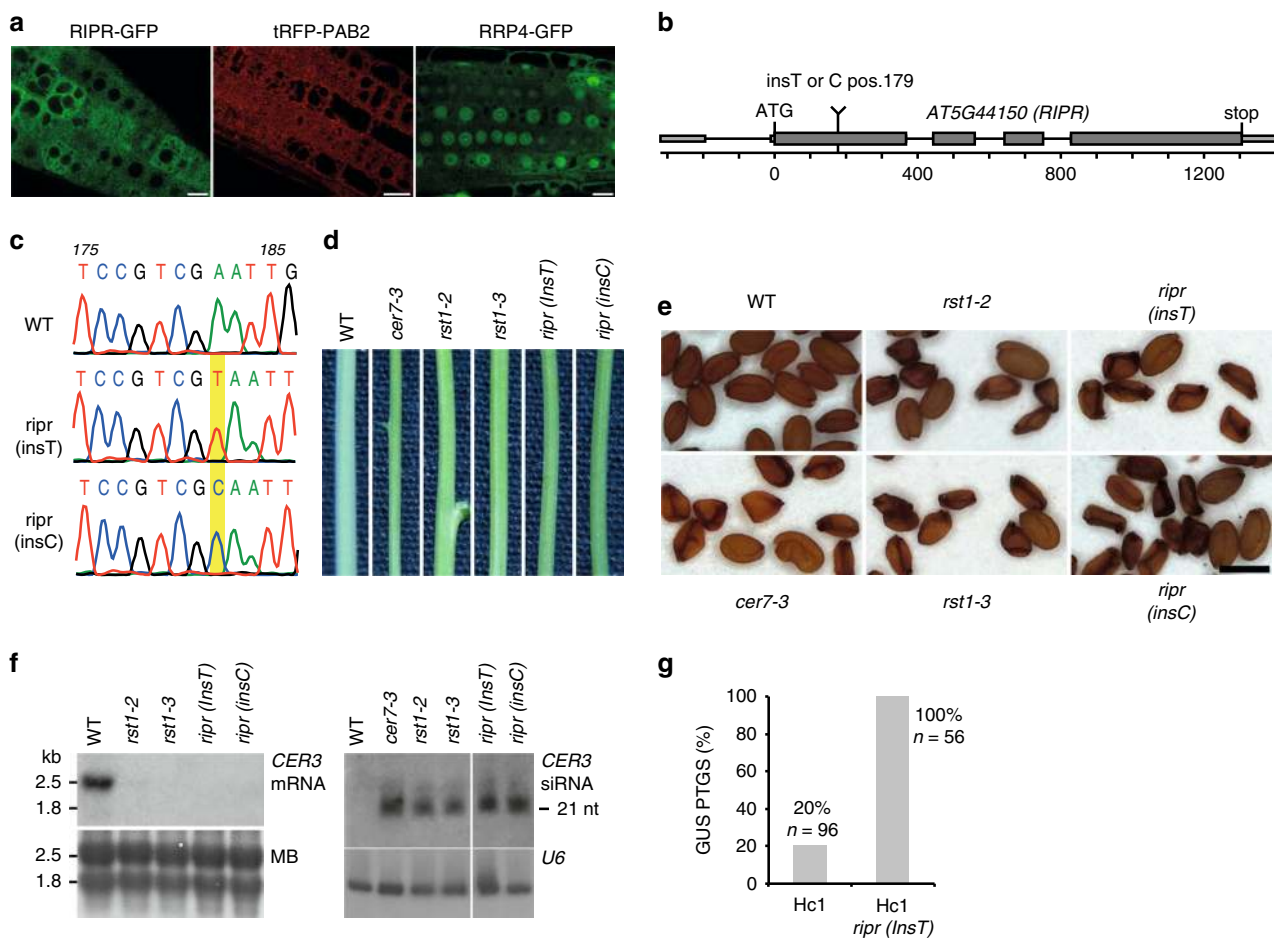 a
RIPR-GFP
tRFP-PAB2
RRP4-GFP
b
insT or C pos.179
ATG
AT5G44150 (RIPR)
stop
0
400
800
1200
c
175
185
T C C G T C G A A T T G
WT
T C C G T C G T A A T T
ripr
(insT)
T C C G T C G C A A T T
ripr
(insC)
d
WT
cer7-3
rst1-2
rst1-3
ripr (InsT)
ripr (insC)
e
WT
rst1-2
ripr
(insT)
cer7-3
rst1-3
ripr
(insC)
f
WT
rst1-2
rst1-3
ripr (InsT)
ripr (insC)
kb
2.5
1.8
CER3
mRNA
2.5
1.8
MB
WT
cer7-3
rst1-2
rst1-3
ripr (InsT)
ripr (insC)
CER3
siRNA
21 nt
U6
g
GUS PTGS (%)
100
80
60
40
20
0
20%
n = 96
100%
n = 56
Hc1
Hc1
ripr (InsT)